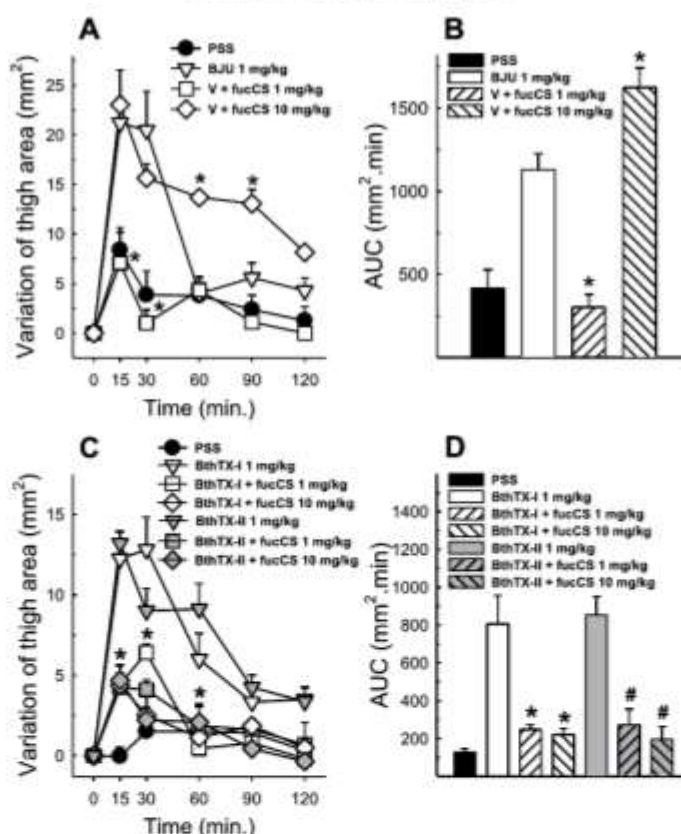 A
PSS
BJU 1 mg/kg
V + fucCS 1 mg/kg
V + fucCS 10 mg/kg
Variation of thigh area (mm²)
25
20
15
10
5
0
*
*
*
*
0 15 30 60 90 120
Time (min.)
B
PSS
BJU 1 mg/kg
V + fucCS 1 mg/kg
V + fucCS 10 mg/kg
AUC (mm².min)
1500
1000
500
*
*
C
PSS
BthTX-I 1 mg/kg
BthTX-I + fucCS 1 mg/kg
BthTX-I + fucCS 10 mg/kg
BthTX-II 1 mg/kg
BthTX-II + fucCS 1 mg/kg
BthTX-II + fucCS 10 mg/kg
Variation of thigh area (mm²)
15
10
5
0
*
*
*
0 15 30 60 90 120
Time (min.)
D
PSS
BthTX-I 1 mg/kg
BthTX-I + fucCS 1 mg/kg
BthTX-I + fucCS 10 mg/kg
BthTX-II 1 mg/kg
BthTX-II + fucCS 1 mg/kg
BthTX-II + fucCS 10 mg/kg
AUC (mm².min)
1400
1200
1000
800
600
400
200
* * # #